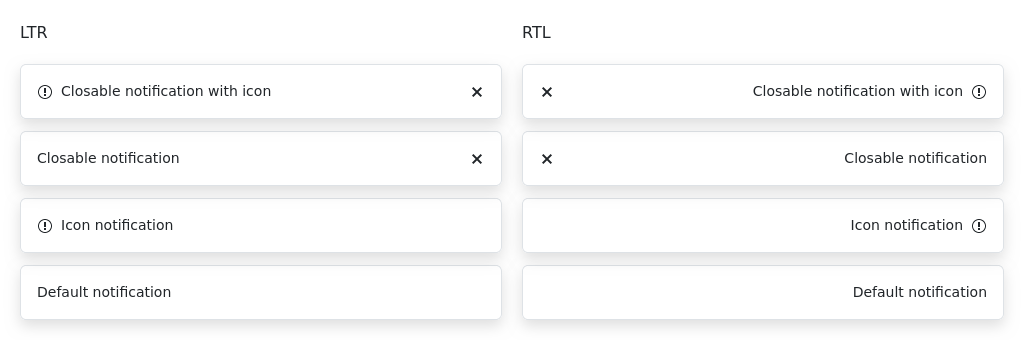 LTR
Closable notification with icon
Closable notification
Icon notification
Default notification
RTL
Closable notification with icon
Closable notification
Icon notification
Default notification